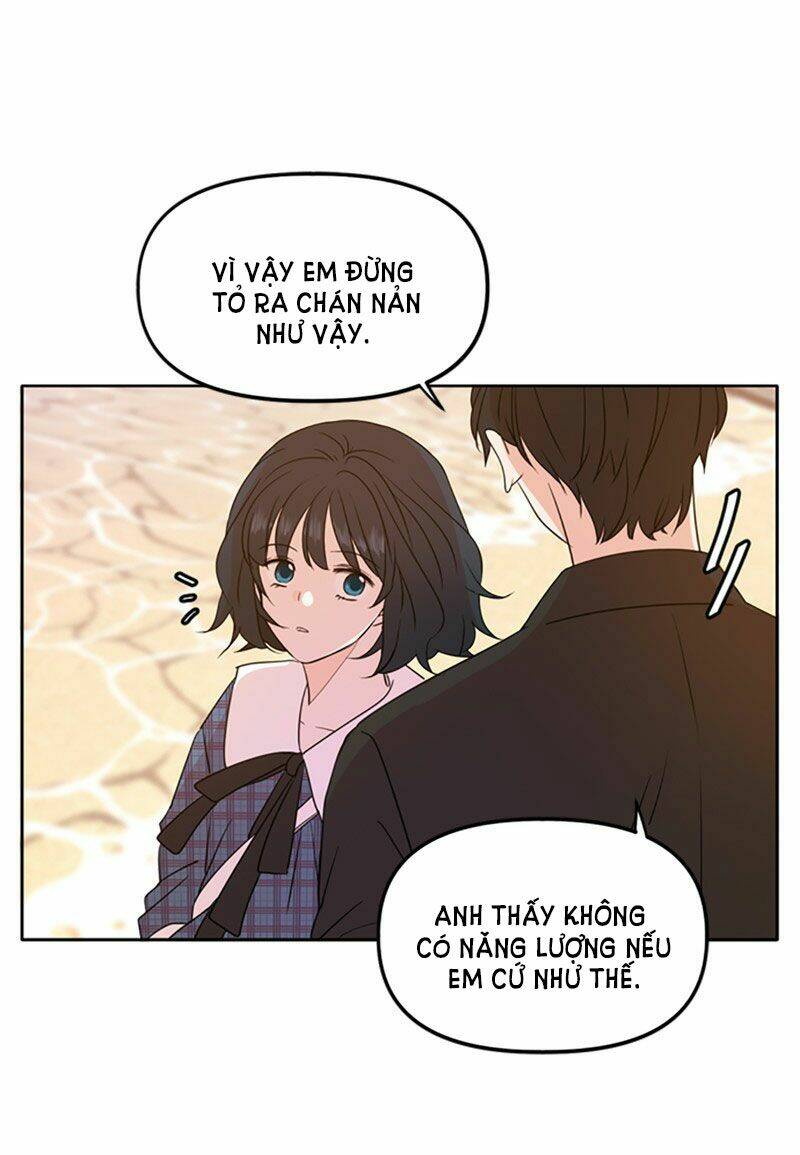 VÌ VẬY EM ĐỪNG
TỎ RA CHÁN NẢN
NHƯ VẬY.
ANH THẤY KHÔNG
CÓ NĂNG LƯỢNG NẾU
EM CỨ NHƯ THẾ.